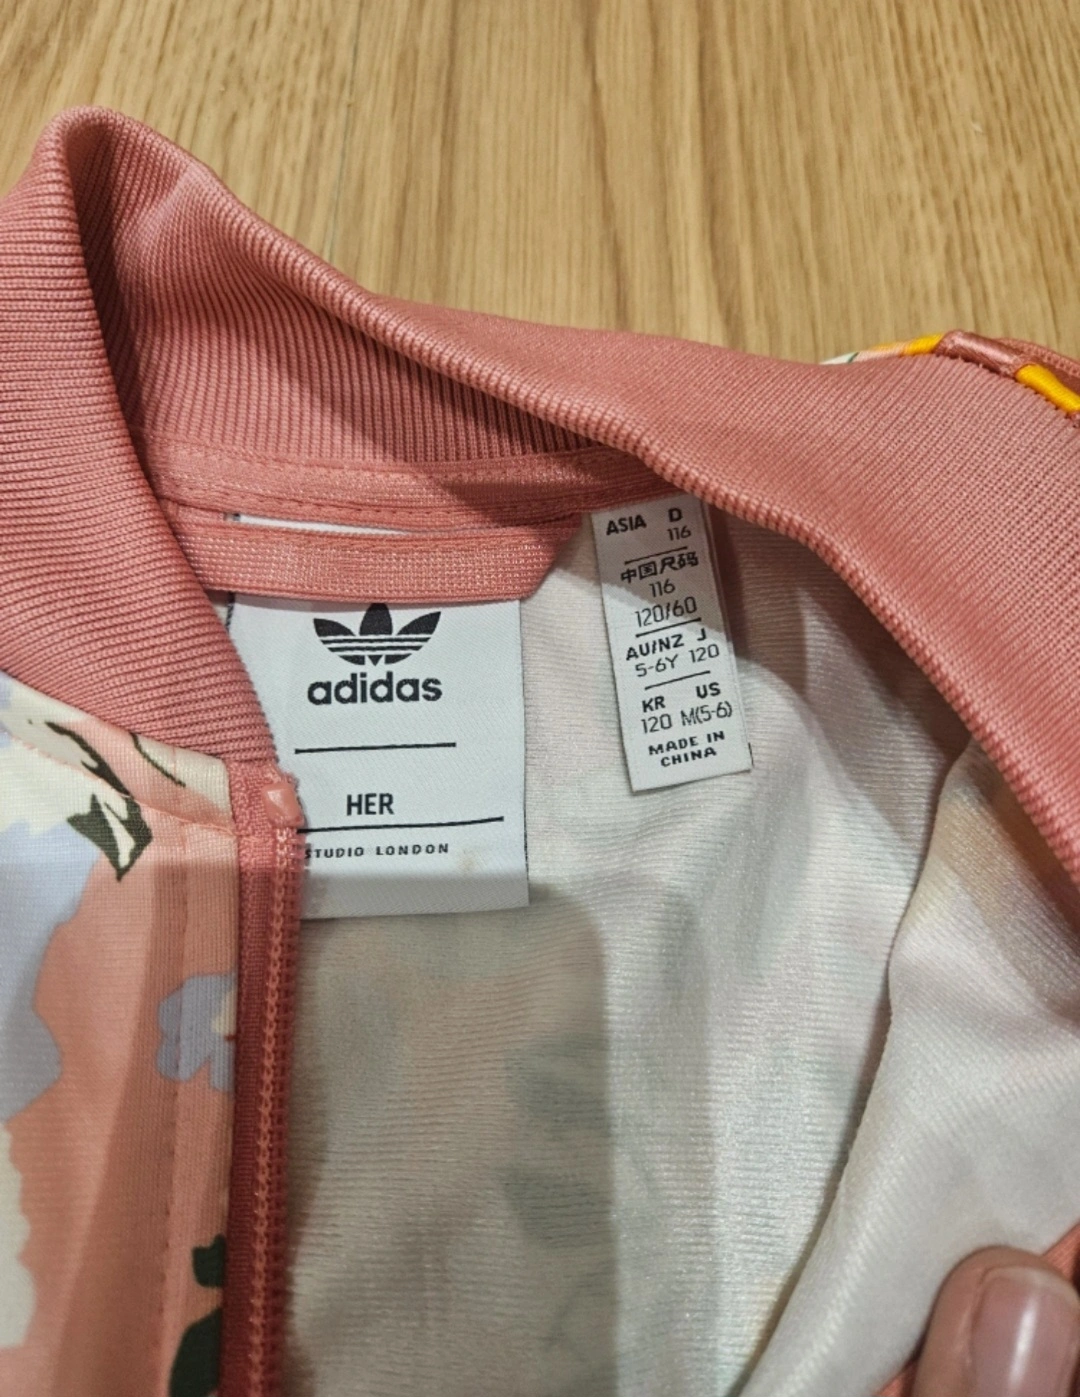 adidas
HER
STUDIO LONDON
ASIA D
116
中国尺码
116
120/60
AU/NZ J
5-6Y 120
KR US
120 M(5-6)
MADE IN
CHINA